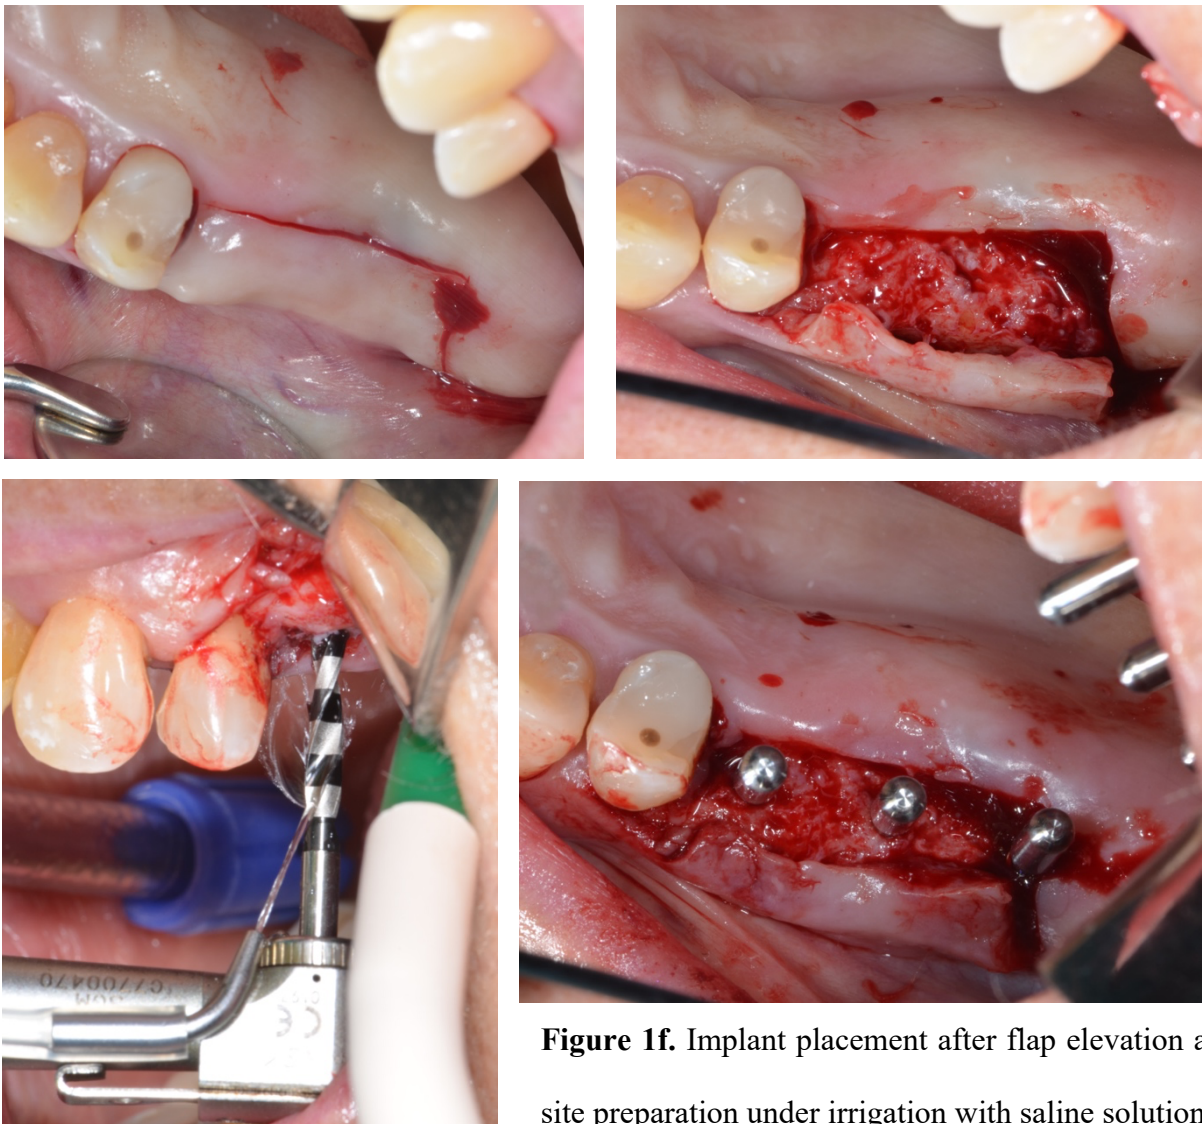 Figure 1f. Implant placement after flap elevation a
site preparation under irrigation with saline solution